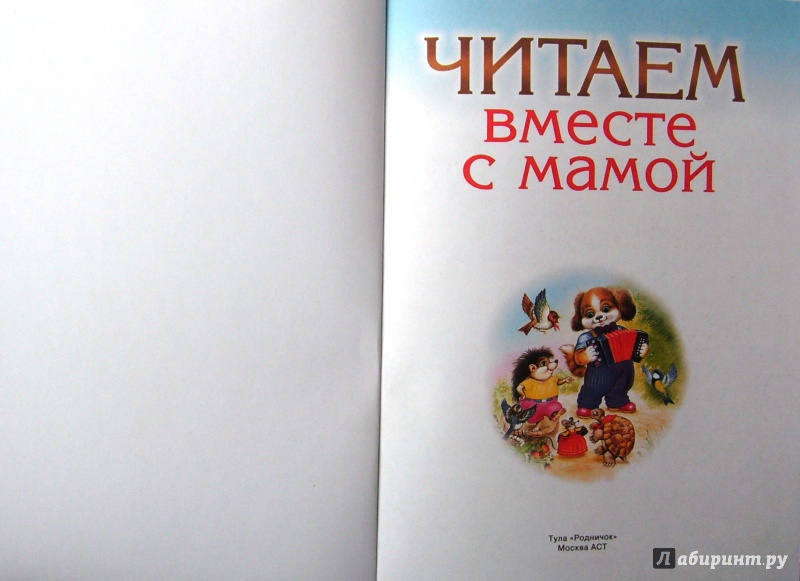 ЧИТАЕМ
вместе
с мамой
Тула «Родничок»
Москва АСТ
Лабиринт.ру